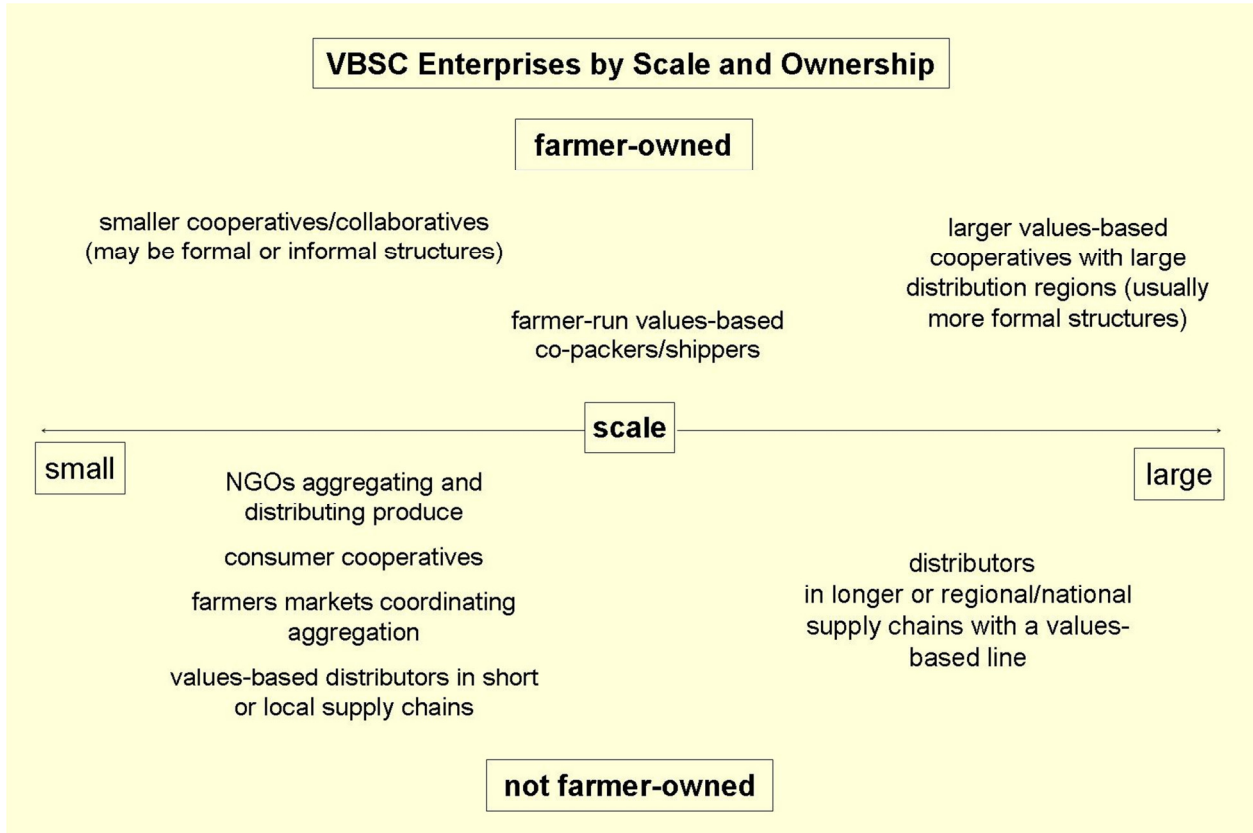 VBSC Enterprises by Scale and Ownership
farmer-owned
smaller cooperatives/collaboratives
(may be formal or informal structures)
larger values-based
cooperatives with large
distribution regions (usually
more formal structures)
farmer-run values-based
co-packers/shippers
scale
small
large
NGOs aggregating and
distributing produce
consumer cooperatives
farmers markets coordinating
aggregation
values-based distributors in short
or local supply chains
distributors
in longer or regional/national
supply chains with a values-
based line
not farmer-owned